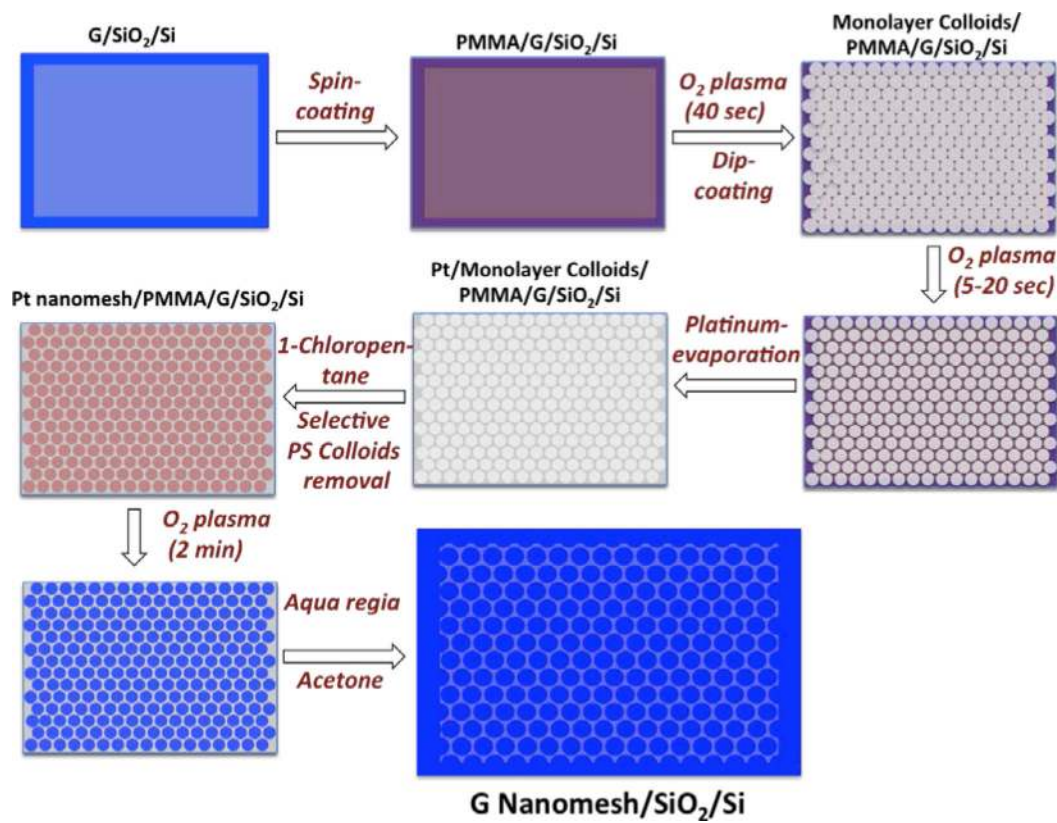 G/SiO₂/Si
Spin-
coating
PMMA/G/SiO₂/Si
O₂ plasma
(40 sec)
Dip-
coating
Monolayer Colloids/
PMMA/G/SiO₂/Si
O₂ plasma
(5-20 sec)
Platinum-
evaporation
Pt/Monolayer Colloids/
PMMA/G/SiO₂/Si
1-Chloropen-
tane
Selective
PS Colloids
removal
Pt nanomesh/PMMA/G/SiO₂/Si
O₂ plasma
(2 min)
Aqua regia
Acetone
G Nanomesh/SiO₂/Si